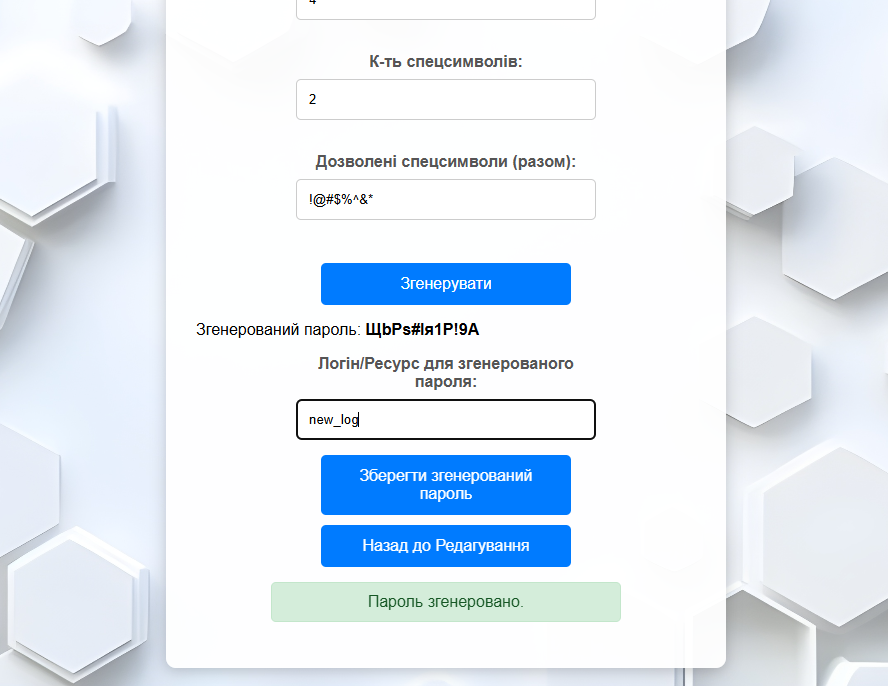 4
К-ть спецсимволів:
2
Дозволені спецсимволи (разом):
!@#$%^&*
Згенерувати
Згенерований пароль: ЩbPs#Iя1P!9A
Логін/Ресурс для згенерованого
пароля:
new_log
Зберегти згенерований
пароль
Назад до Редагування
Пароль згенеровано.